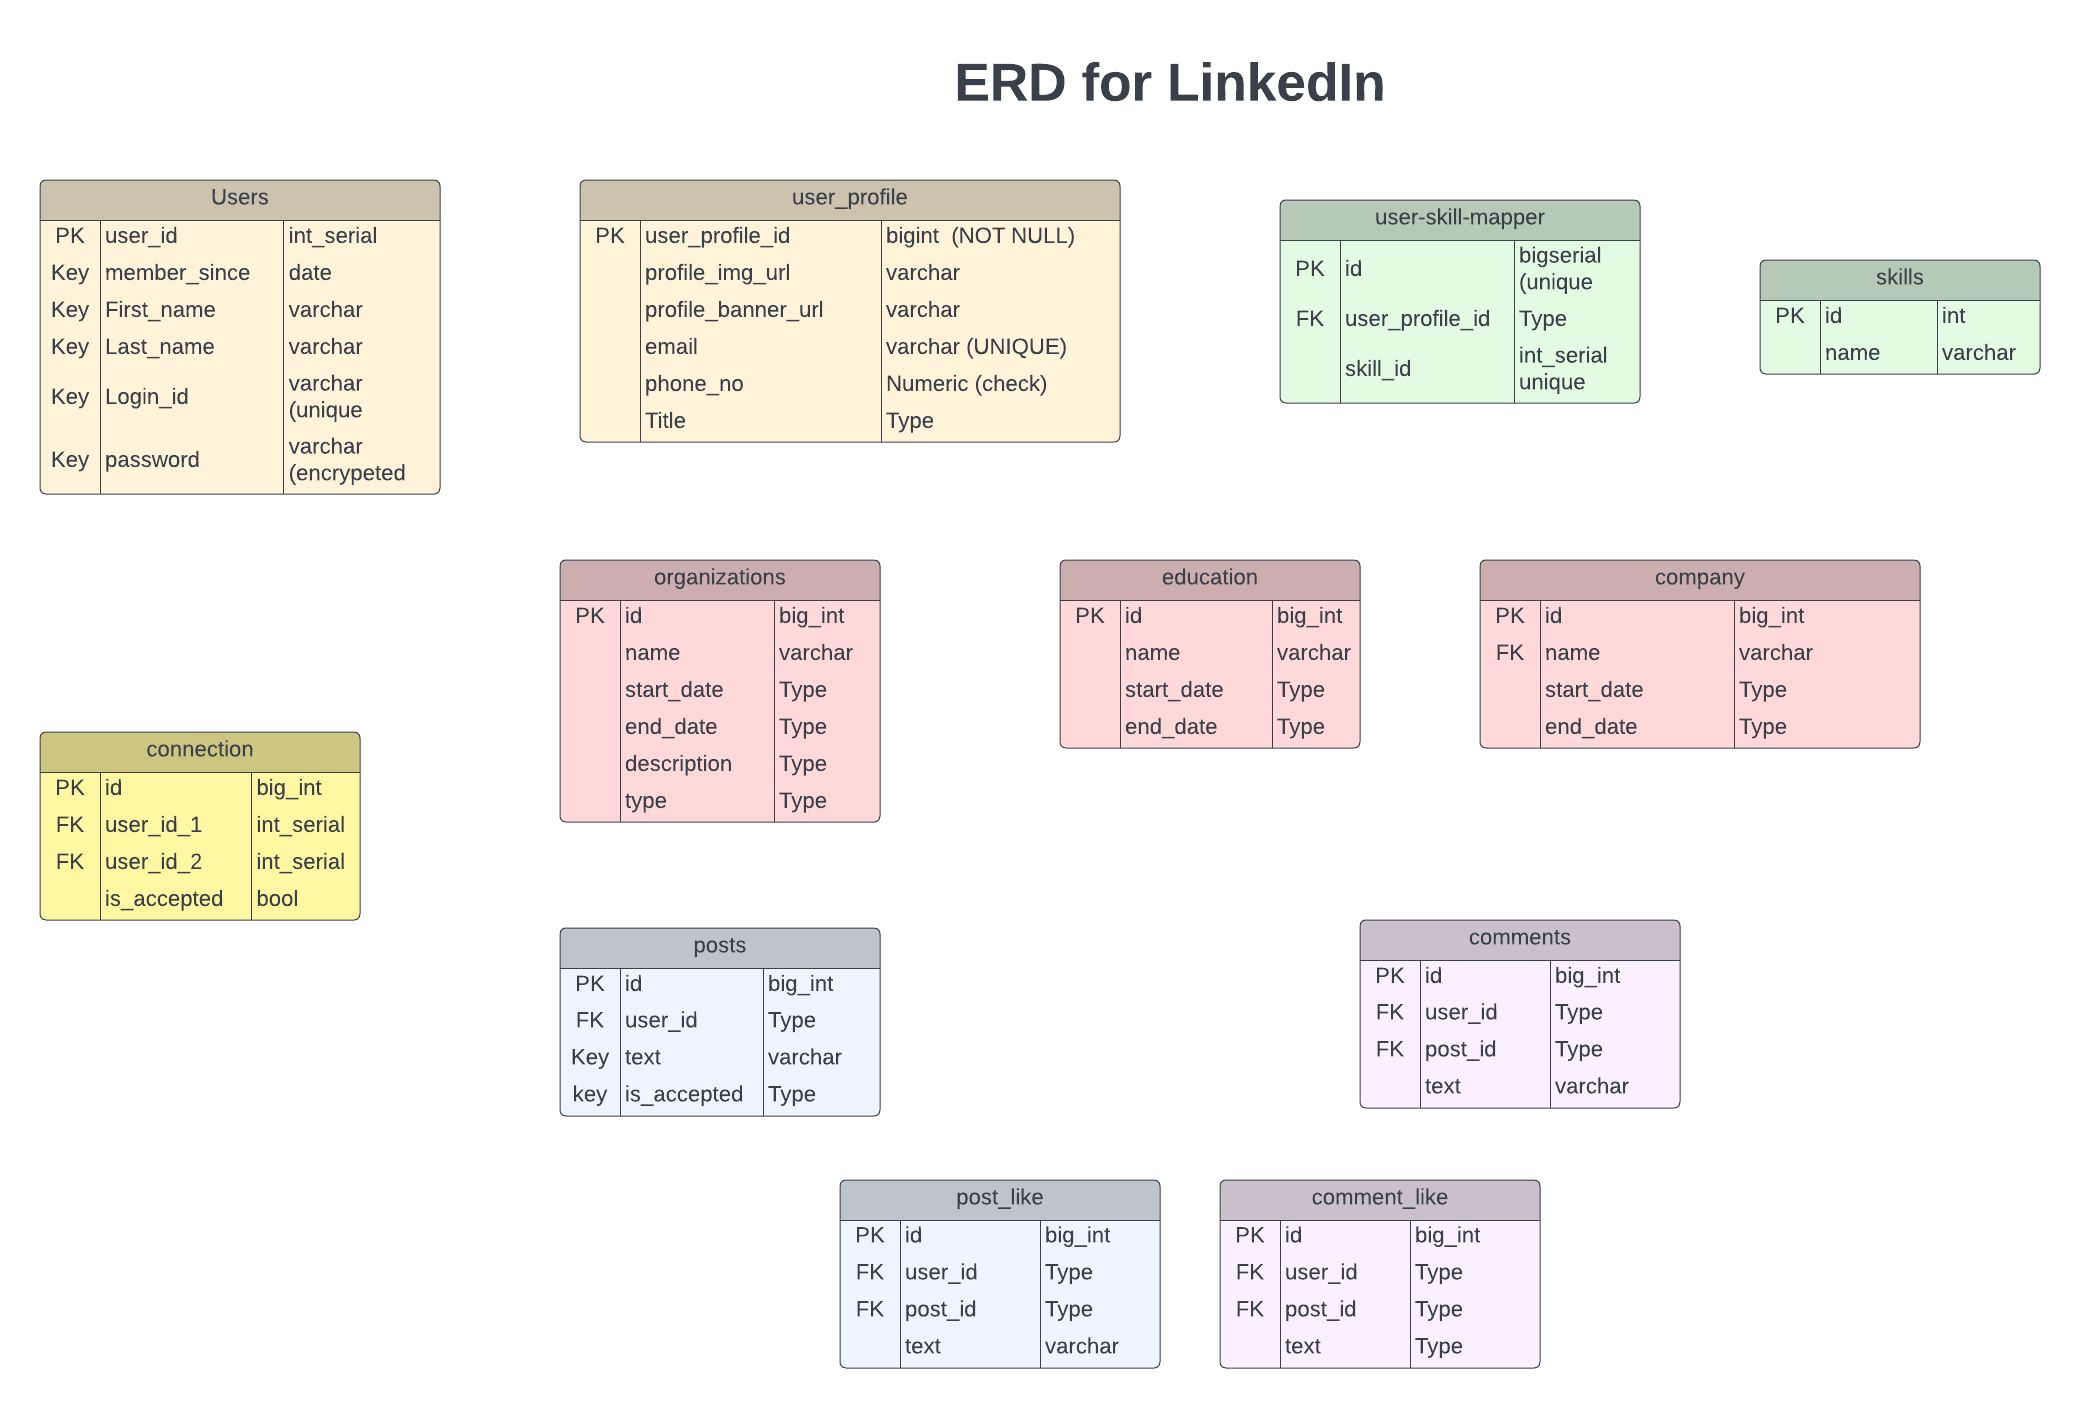 ERD for LinkedIn
Users
PK user_id int_serial
Key member_since date
Key First_name varchar
Key Last_name varchar
Key Login_id varchar (unique
Key password varchar (encrypeted
user_profile
PK user_profile_id bigint (NOT NULL)
profile_img_url varchar
profile_banner_url varchar
email varchar (UNIQUE)
phone_no Numeric (check)
Title Type
user-skill-mapper
PK id bigserial (unique
FK user_profile_id Type
skill_id int_serial unique
skills
PK id int
name varchar
organizations
PK id big_int
name varchar
start_date Type
end_date Type
description Type
type Type
education
PK id big_int
name varchar
start_date Type
end_date Type
company
PK id big_int
FK name varchar
start_date Type
end_date Type
connection
PK id big_int
FK user_id_1 int_serial
FK user_id_2 int_serial
is_accepted bool
posts
PK id big_int
FK user_id Type
Key text varchar
key is_accepted Type
comments
PK id big_int
FK user_id Type
FK post_id Type
text varchar
post_like
PK id big_int
FK user_id Type
FK post_id Type
text varchar
comment_like
PK id big_int
FK user_id Type
FK post_id Type
text Type